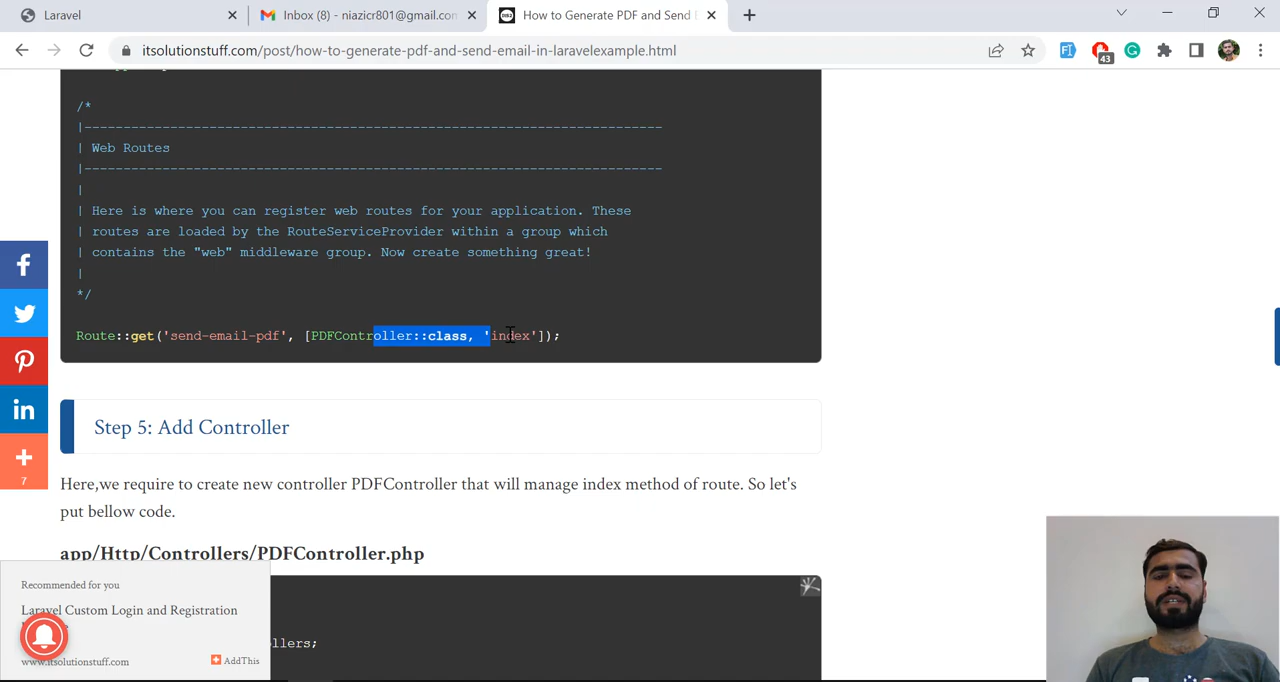 Laravel
Inbox (8) - niazicr801@gmail.con
How to Generate PDF and Send E
itsolutionstuff.com/post/how-to-generate-pdf-and-send-email-in-laravelexample.html
43
/*
|--------------------------------------------------------------------------
| Web Routes
|--------------------------------------------------------------------------
|
| Here is where you can register web routes for your application. These
| routes are loaded by the RouteServiceProvider within a group which
| contains the "web" middleware group. Now create something great!
|
*/
Route::get('send-email-pdf', [PDFController::class, 'index']);
Step 5: Add Controller
Here,we require to create new controller PDFController that will manage index method of route. So let's
put bellow code.
app/Http/Controllers/PDFController.php
7
Recommended for you
Laravel Custom Login and Registration
www.itsolutionstuff.com
AddThis
ollers;